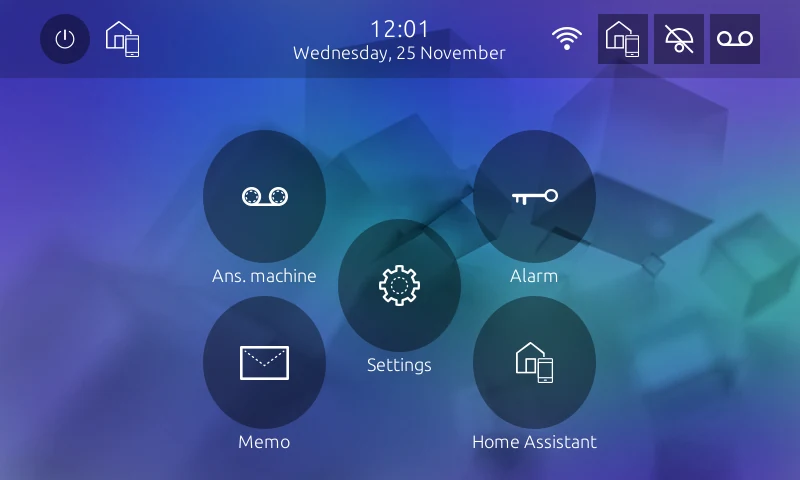 12:01
Wednesday, 25 November
Ans. machine
Alarm
Settings
Memo
Home Assistant